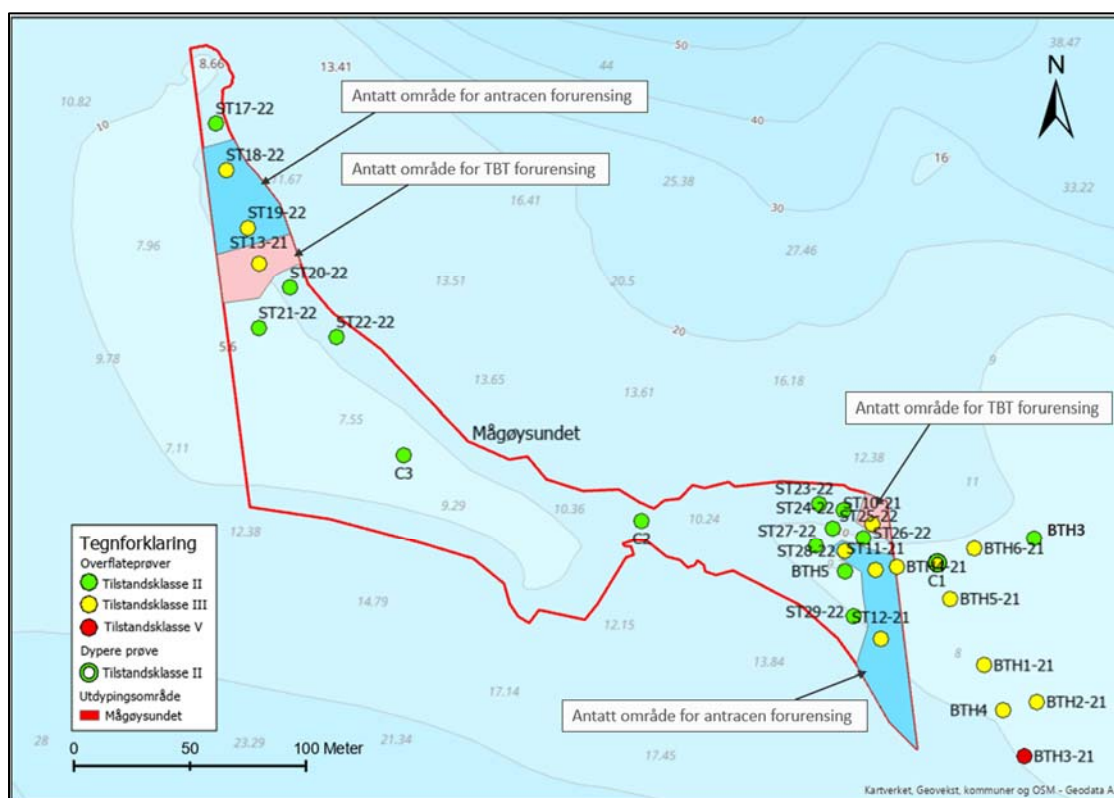 50
38.47
44
8.66
13.41
N
10.82
Antatt område for antracen forurensing
10
ST17-22
40
16
ST18-22
Antatt område for TBT forurensing
11.67
25.38
33.22
16.41
30
ST19-22
7.96
ST13-21
27.46
ST20-22
13.51
20.5
ST21-22
ST22-22
5.6
20
9.78
9
13.65
13.61
16.18
Antatt område for TBT forurensing
7.55
Mågøysundet
7.11
12.38
C3
11
9.29
ST23-22
ST10-21
ST24-22
ST25-22
12.38
10.36
10.24
ST27-22
ST26-22
BTH3
C2
ST28-22
ST11-21
BTH6-21
BTH4-21
BTH5
C1
Tegnforklaring
Overflateprøver
Tilstandsklasse II
Tilstandsklasse III
Tilstandsklasse V
Dypere prøve
Tilstandsklasse II
Utdypingsområde
Mågøysundet
14.79
12.15
ST29-22
ST12-21
BTH5-21
8
13.84
BTH1-21
17.14
BTH4
BTH2-21
Antatt område for antracen forurensing
28
23.29
21.34
17.45
BTH3-21
0 50 100 Meter
Kartverket, Geovekst, kommuner og OSM - Geodata A